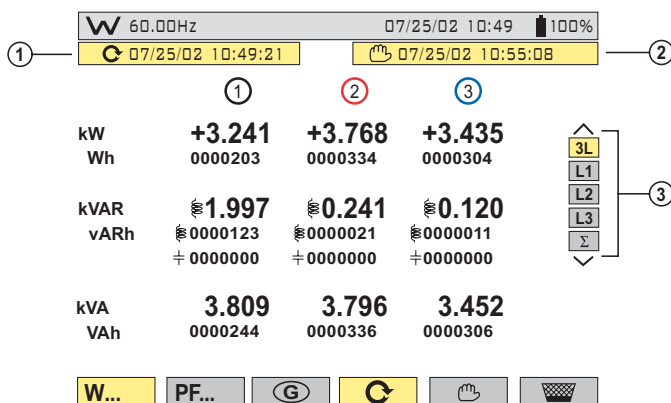 W 60.00Hz 07/25/02 10:49 100%
1 07/25/02 10:49:21 07/25/02 10:55:08 2
1 2 3
kW +3.241 +3.768 +3.435
Wh 0000203 0000334 0000304
3L
L1
L2
L3
Σ
3
kVAR 1.997 0.241 0.120
vARh 0000123 0000021 0000011
0000000 0000000 0000000
kVA 3.809 3.796 3.452
VAh 0000244 0000336 0000306
W... PF... G